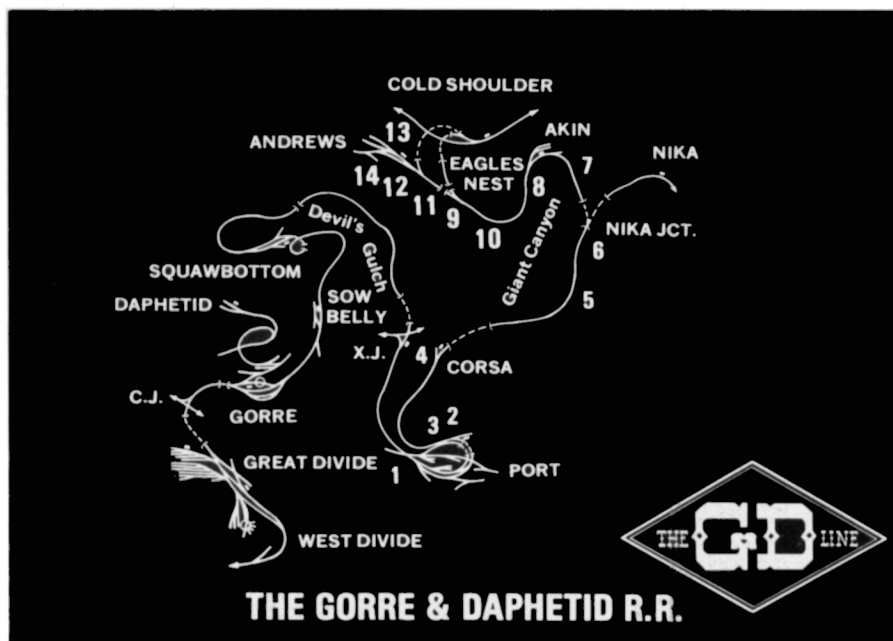 COLD SHOULDER
13
ANDREWS
AKIN
7
NIKA
EAGLES
NEST
14
12
11
9
8
10
Devil's
Gulch
Giant Canyon
NIKA JCT.
6
SQUAWBOTTOM
DAPHETID
SOW
BELLY
5
X.J.
4
CORSA
C.J.
GORRE
3
2
GREAT DIVIDE
1
PORT
WEST DIVIDE
THE
G&D
LINE
THE GORRE & DAPHETID R.R.